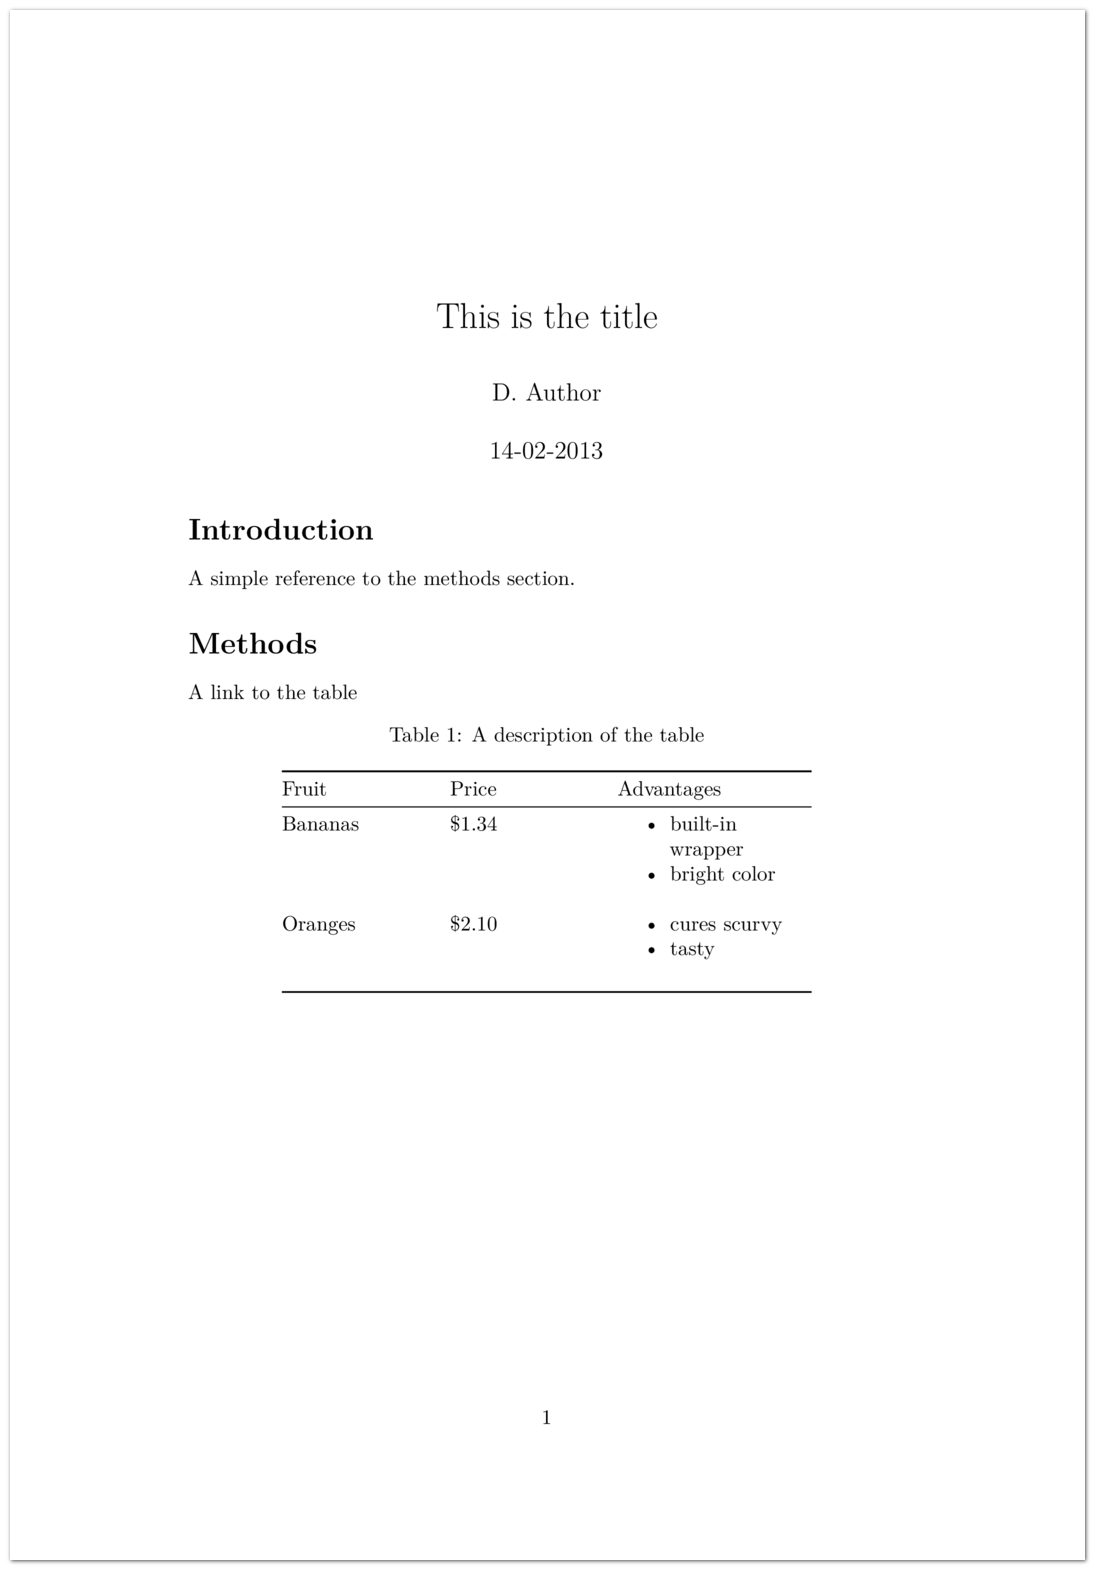 This is the title
D. Author
14-02-2013
Introduction
A simple reference to the methods section.
Methods
A link to the table
Table 1: A description of the table
Fruit Price Advantages
Bananas $1.34 • built-in
wrapper
• bright color
Oranges $2.10 • cures scurvy
• tasty
1